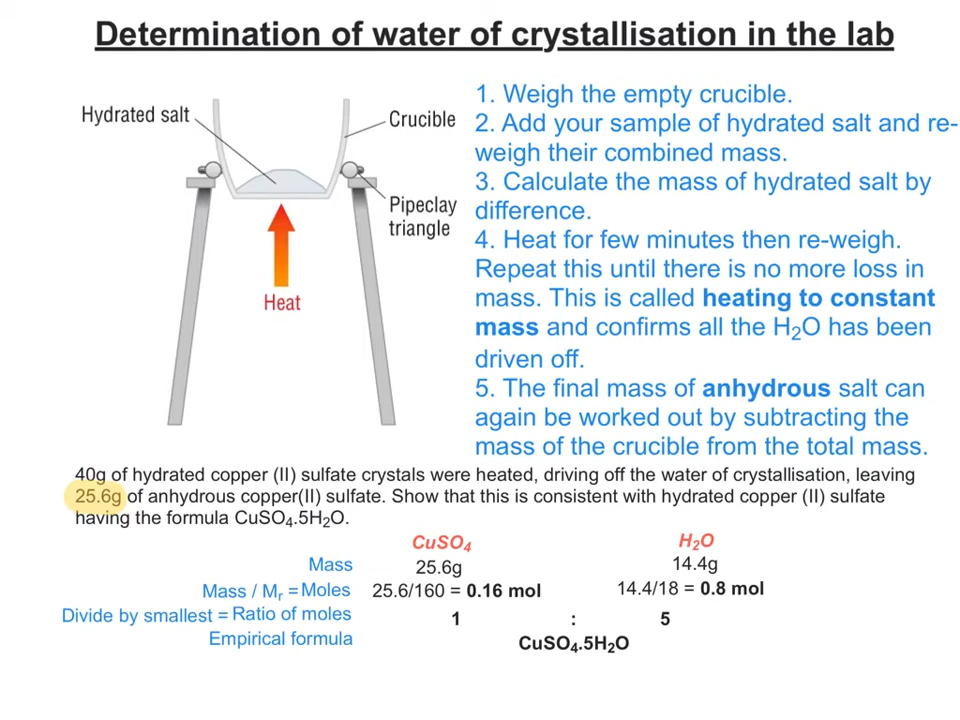 Determination of water of crystallisation in the lab
Hydrated salt
Crucible
Pipeclay
triangle
Heat
1. Weigh the empty crucible.
2. Add your sample of hydrated salt and re-
weigh their combined mass.
3. Calculate the mass of hydrated salt by
difference.
4. Heat for few minutes then re-weigh.
Repeat this until there is no more loss in
mass. This is called heating to constant
mass and confirms all the H₂O has been
driven off.
5. The final mass of anhydrous salt can
again be worked out by subtracting the
mass of the crucible from the total mass.
40g of hydrated copper (II) sulfate crystals were heated, driving off the water of crystallisation, leaving
25.6g of anhydrous copper(II) sulfate. Show that this is consistent with hydrated copper (II) sulfate
having the formula CuSO₄.5H₂O.
CuSO₄ H₂O
Mass 25.6g 14.4g
Mass / Mᵣ = Moles 25.6/160 = 0.16 mol 14.4/18 = 0.8 mol
Divide by smallest = Ratio of moles 1 : 5
Empirical formula CuSO₄.5H₂O